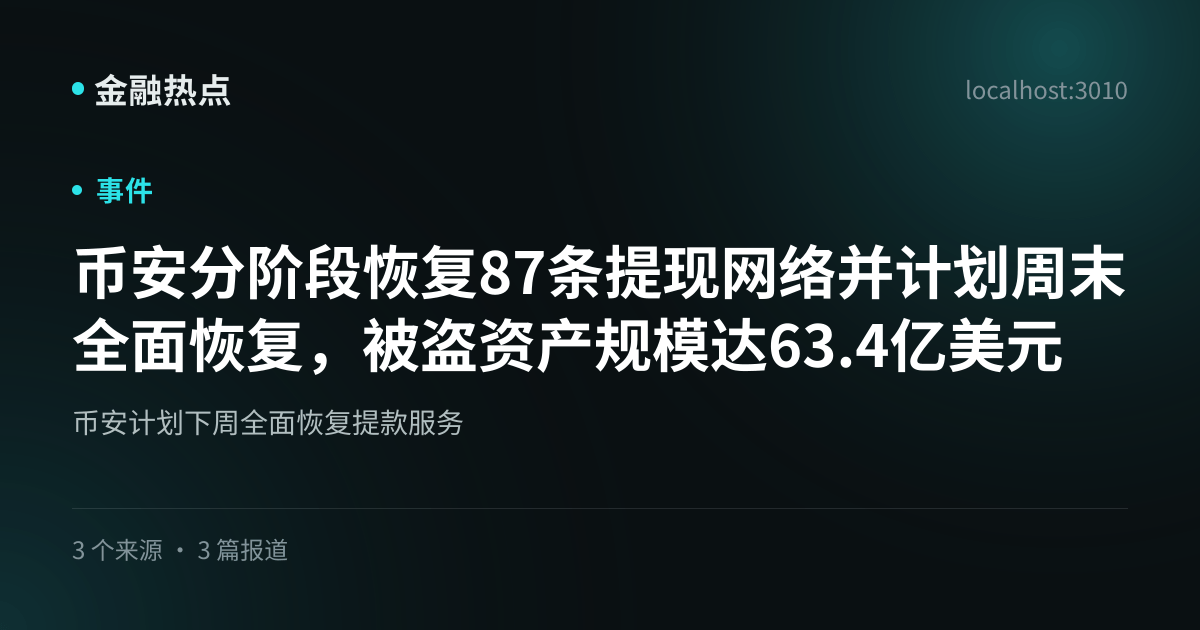 金融热点
localhost:3010
事件
币安分阶段恢复87条提现网络并计划周末
全面恢复，被盗资产规模达63.4亿美元
币安计划下周全面恢复提款服务
3 个来源 · 3 篇报道